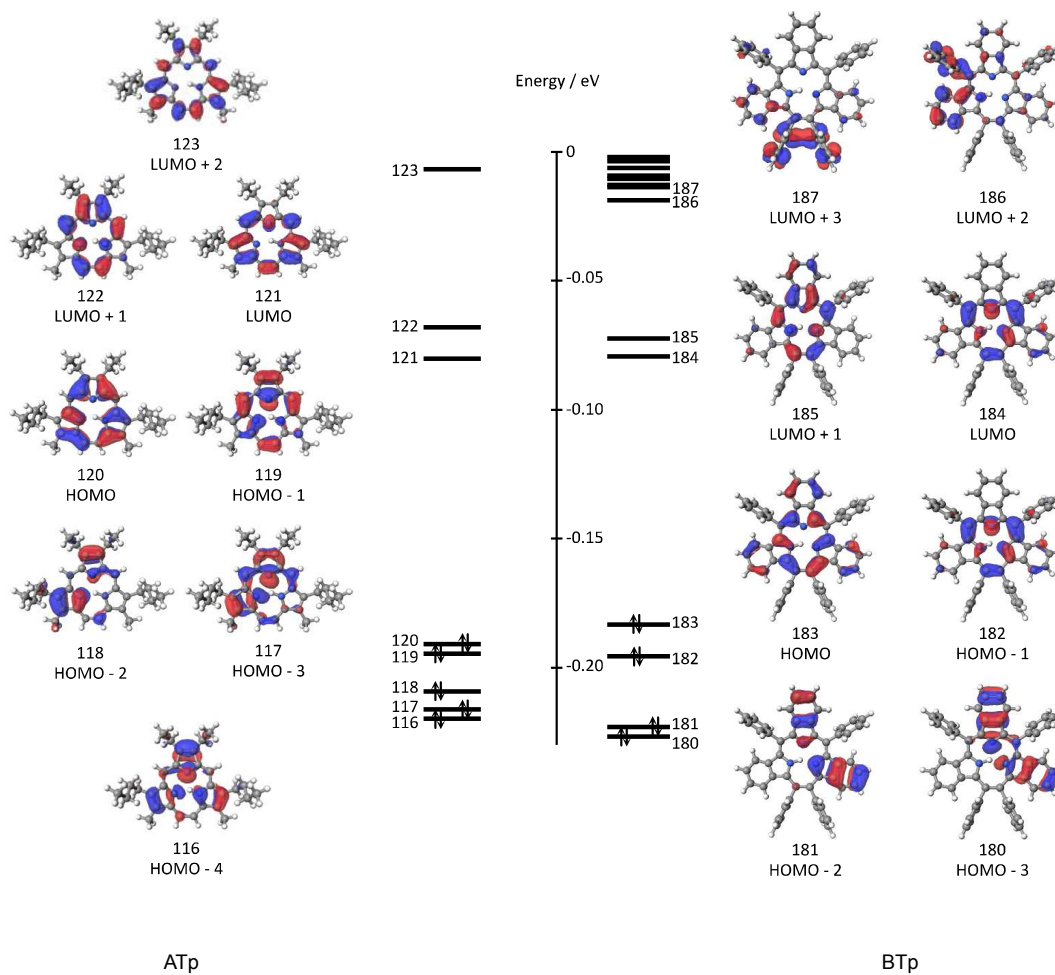 123
LUMO + 2
122
LUMO + 1
121
LUMO
120
HOMO
119
HOMO - 1
118
HOMO - 2
117
HOMO - 3
116
HOMO - 4
ATp
123
122
121
120
119
118
117
116
Energy / eV
0
-0.05
-0.10
-0.15
-0.20
187
186
185
184
183
182
181
180
187
LUMO + 3
186
LUMO + 2
185
LUMO + 1
184
LUMO
183
HOMO
182
HOMO - 1
181
HOMO - 2
180
HOMO - 3
BTp